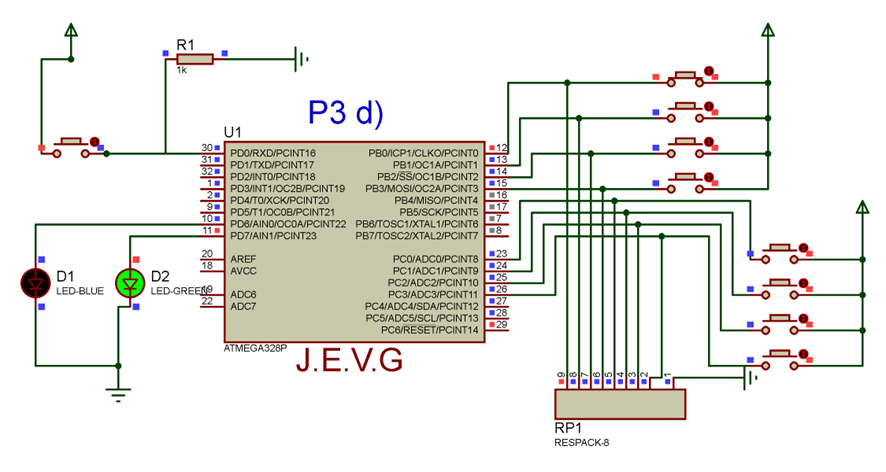 R1
1k
P3 d)
U1
30 PD0/RXD/PCINT16
31 PD1/TXD/PCINT17
32 PD2/INT0/PCINT18
1 PD3/INT1/OC2B/PCINT19
2 PD4/T0/XCK/PCINT20
9 PD5/T1/OC0B/PCINT21
10 PD6/AIN0/OC0A/PCINT22
11 PD7/AIN1/PCINT23
20 AREF
18 AVCC
19 ADC6
22 ADC7
PB0/ICP1/CLKO/PCINT0 12
PB1/OC1A/PCINT1 13
PB2/SS/OC1B/PCINT2 14
PB3/MOSI/OC2A/PCINT3 15
PB4/MISO/PCINT4 16
PB5/SCK/PCINT5 17
PB6/TOSC1/XTAL1/PCINT6 7
PB7/TOSC2/XTAL2/PCINT7 8
PC0/ADC0/PCINT8 23
PC1/ADC1/PCINT9 24
PC2/ADC2/PCINT10 25
PC3/ADC3/PCINT11 26
PC4/ADC4/SDA/PCINT12 27
PC5/ADC5/SCL/PCINT13 28
PC6/RESET/PCINT14 29
ATMEGA328P
J.E.V.G
D1
LED-BLUE
D2
LED-GREEN
9 8 7 6 5 4 3 2 1
RP1
RESPACK-8